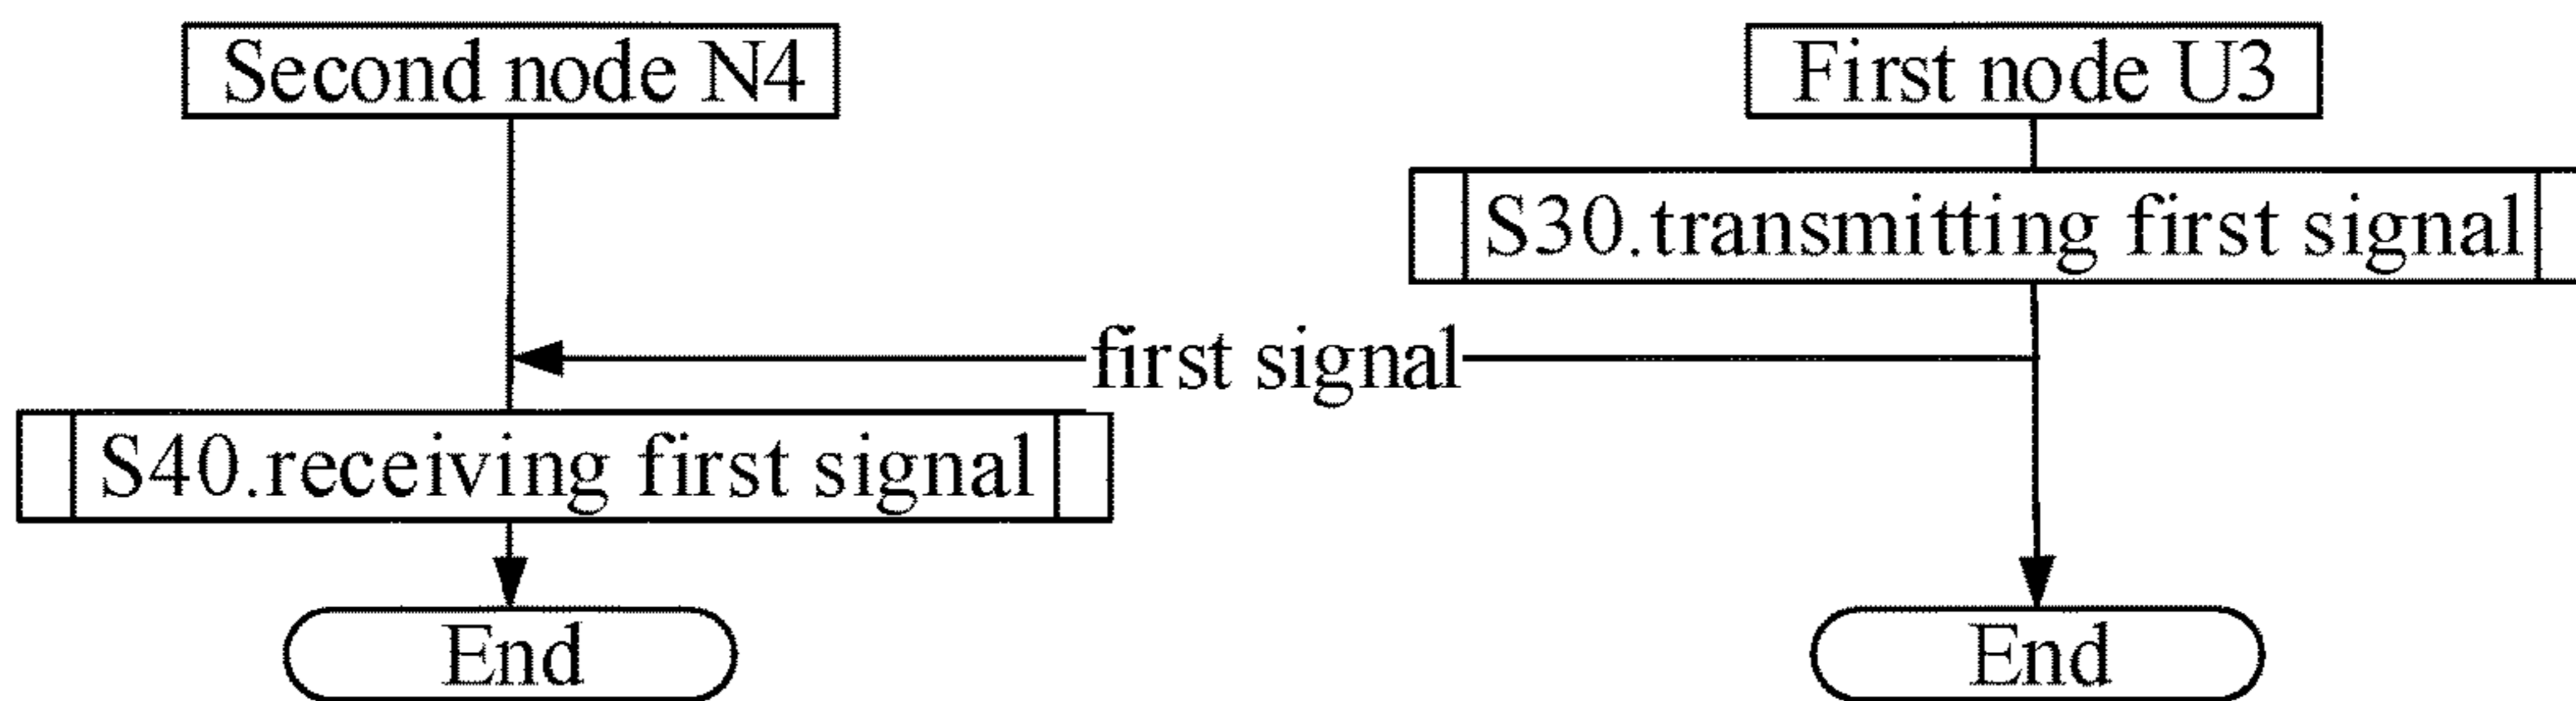 Second node N4
First node U3
S30.transmitting first signal
first signal
S40.receiving first signal
End
End